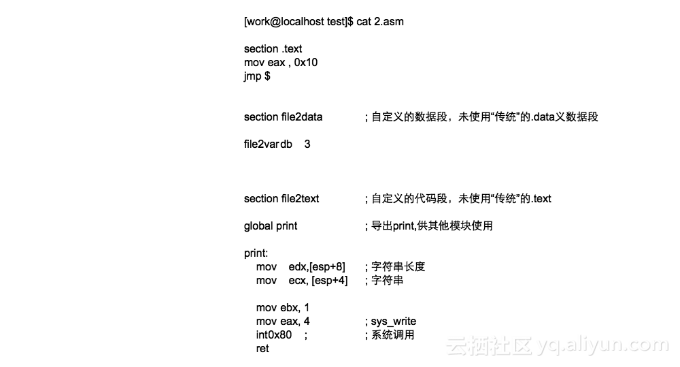 [work@localhost test]$ cat 2.asm
section .text
mov eax , 0x10
jmp $
section file2data ; 自定义的数据段，未使用“传统”的.data义数据段
file2vardb 3
section file2text ; 自定义的代码段，未使用“传统”的.text
global print ; 导出print,供其他模块使用
print:
mov edx,[esp+8] ; 字符串长度
mov ecx, [esp+4] ; 字符串
mov ebx, 1
mov eax, 4 ; sys_write
int0x80 ; ; 系统调用
ret
云栖社区 yq.aliyun.com